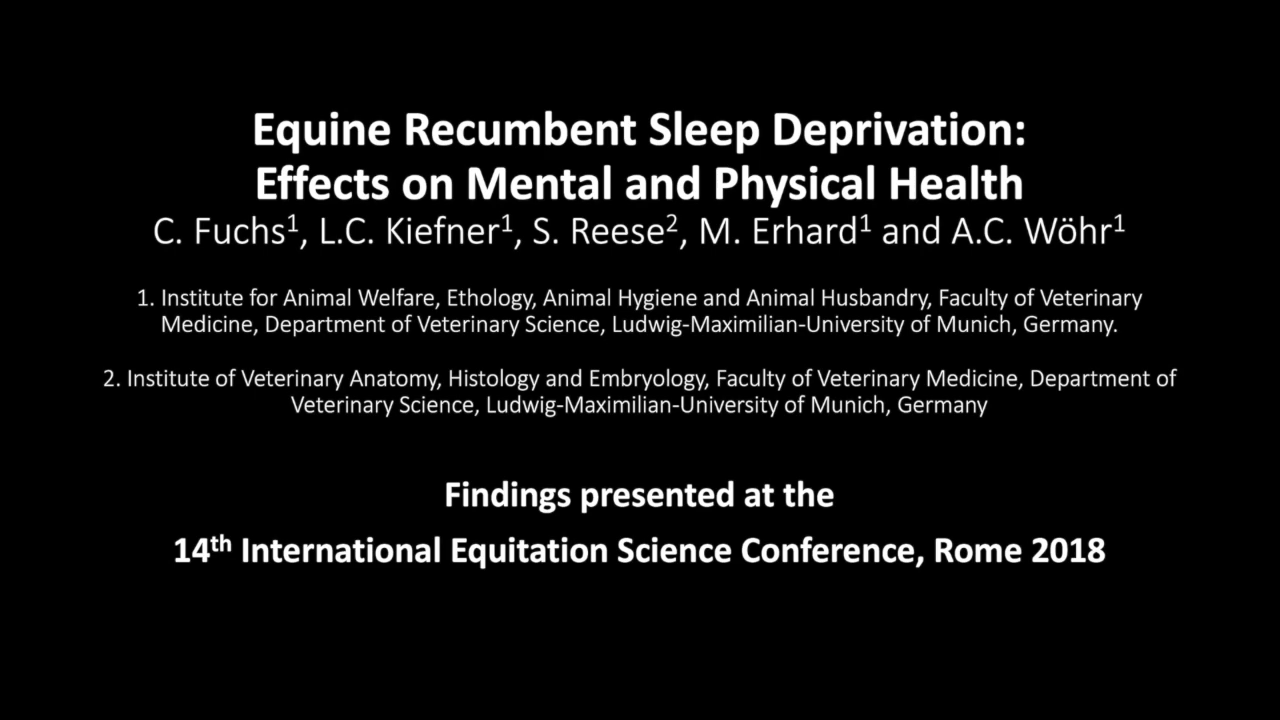 Equine Recumbent Sleep Deprivation:
Effects on Mental and Physical Health
C. Fuchs¹, L.C. Kiefner¹, S. Reese², M. Erhard¹ and A.C. Wöhr¹
1. Institute for Animal Welfare, Ethology, Animal Hygiene and Animal Husbandry, Faculty of Veterinary
Medicine, Department of Veterinary Science, Ludwig-Maximilian-University of Munich, Germany.
2. Institute of Veterinary Anatomy, Histology and Embryology, Faculty of Veterinary Medicine, Department of
Veterinary Science, Ludwig-Maximilian-University of Munich, Germany
Findings presented at the
14th International Equitation Science Conference, Rome 2018